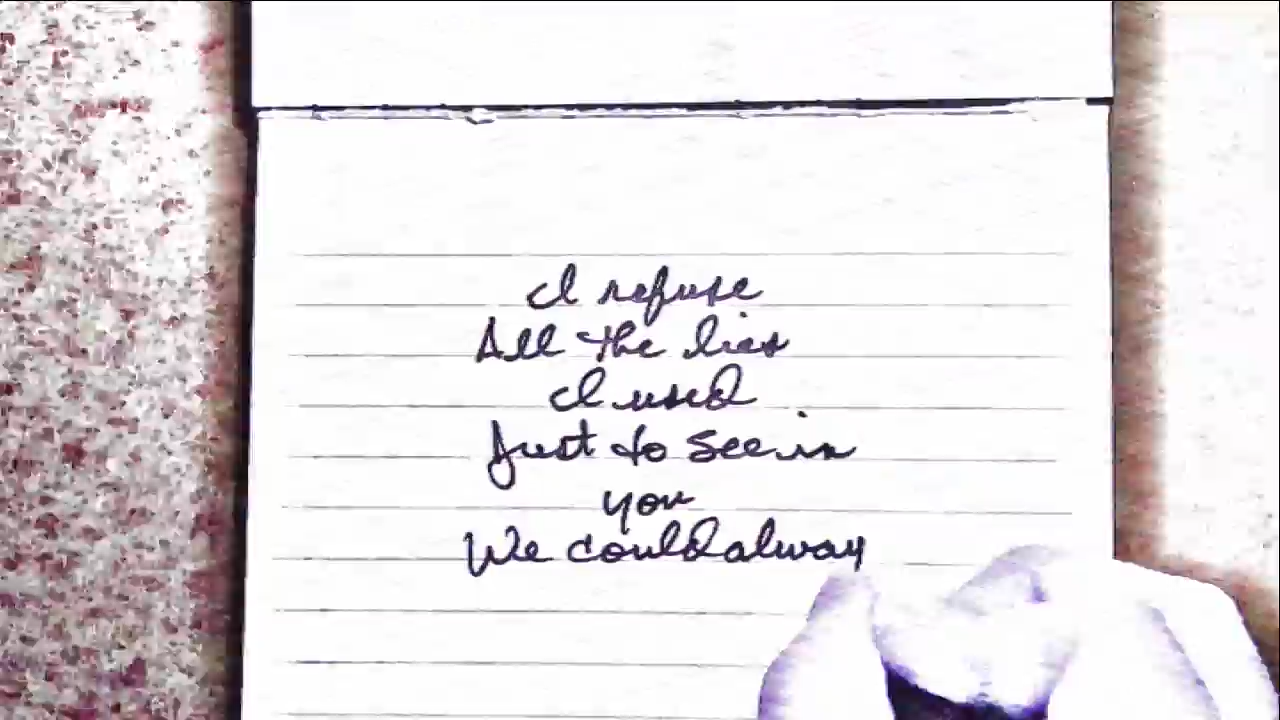 I refuse
All the lies
I used
Just to see in
you
We could alway